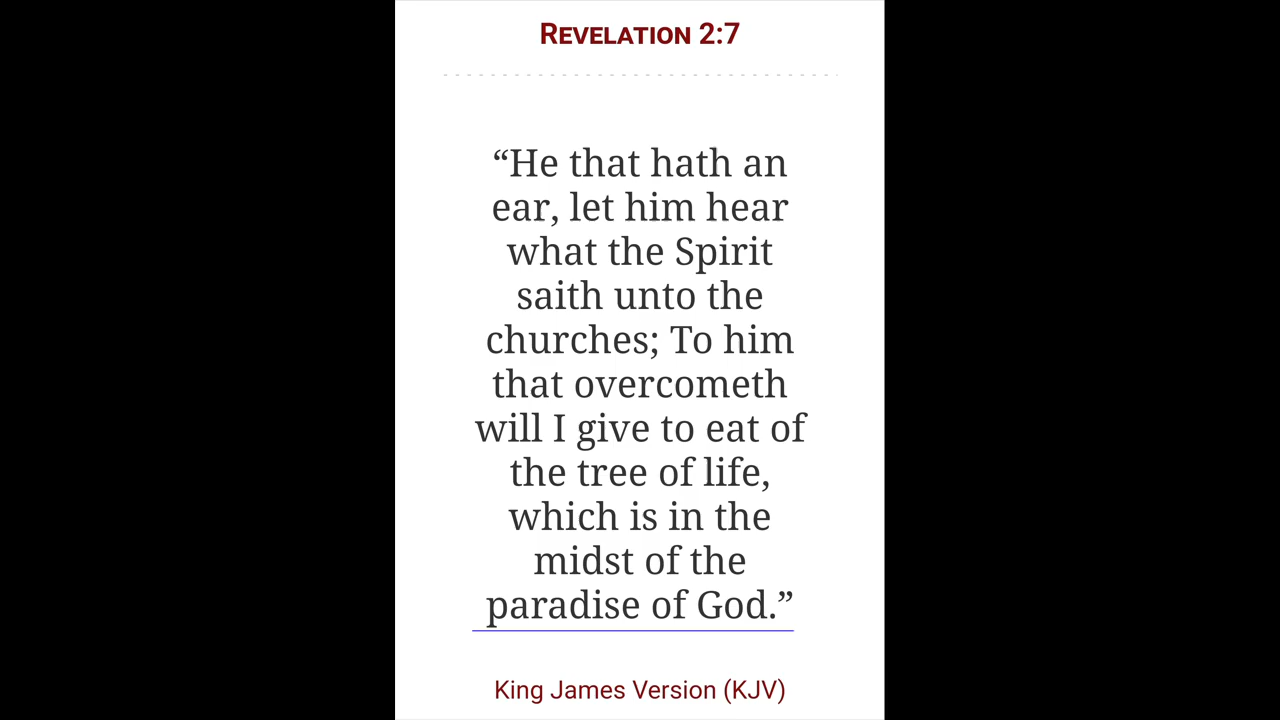 Revelation 2:7
“He that hath an
ear, let him hear
what the Spirit
saith unto the
churches; To him
that overcometh
will I give to eat of
the tree of life,
which is in the
midst of the
paradise of God.”
King James Version (KJV)